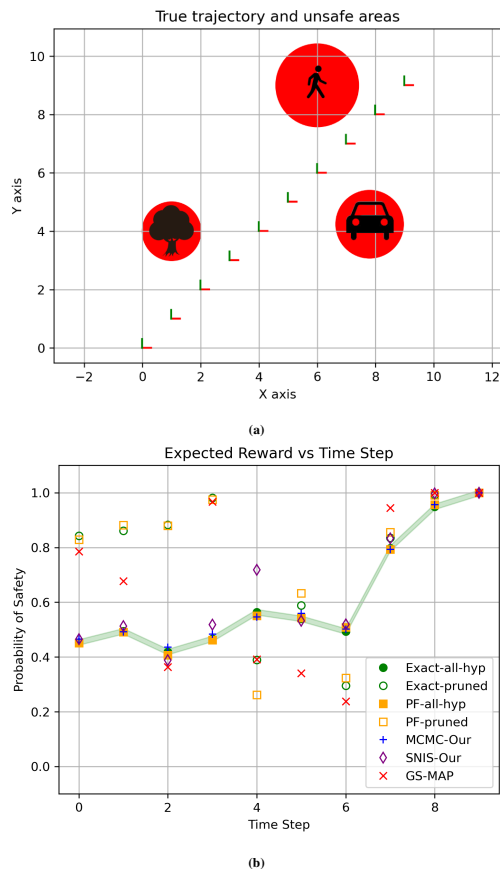 True trajectory and unsafe areas
10
8
6
4
2
0
Y axis
−2 0 2 4 6 8 10 12
X axis
(a)
Expected Reward vs Time Step
1.0
0.8
0.6
0.4
0.2
0.0
Probability of Safety
Exact-all-hyp
Exact-pruned
PF-all-hyp
PF-pruned
MCMC-Our
SNIS-Our
GS-MAP
0 2 4 6 8
Time Step
(b)